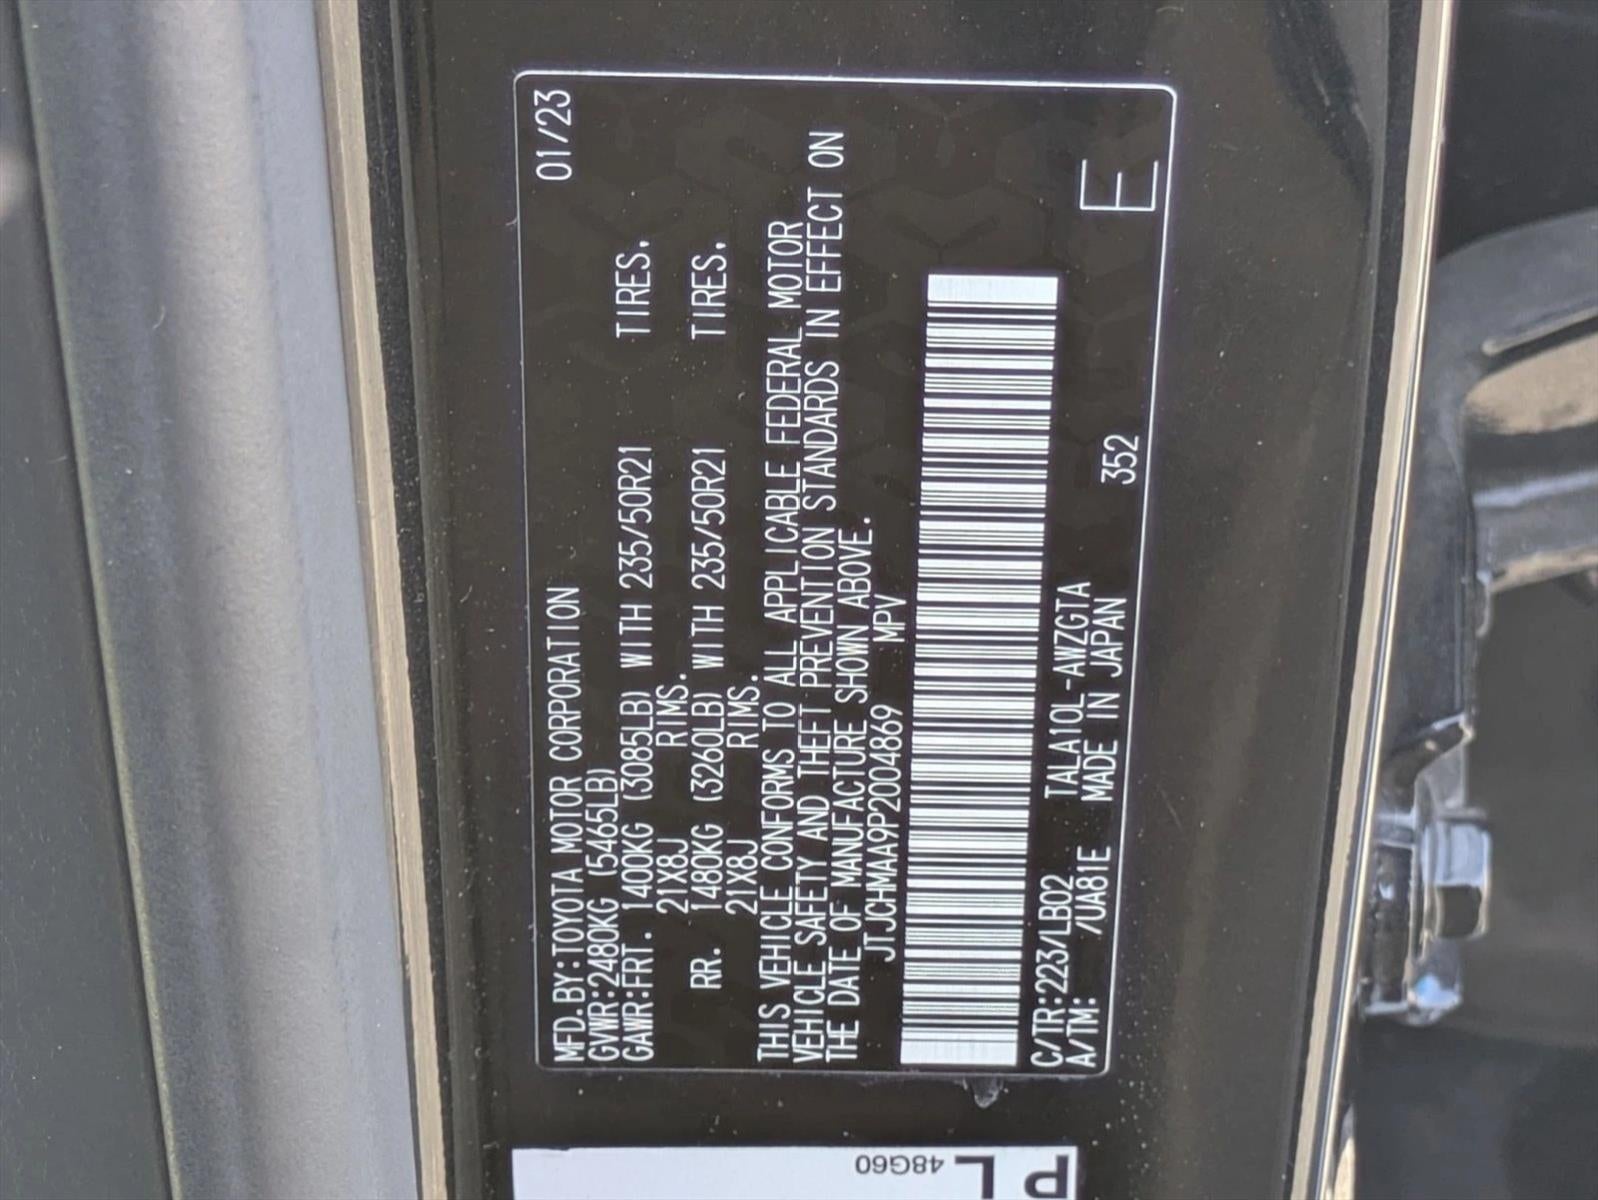 01/23
MFD.BY:TOYOTA MOTOR CORPORATION
GVWR:2480KG (5465LB)
GAWR:FRT. 1400KG (3085LB) WITH 235/50R21 TIRES.
21X8J RIMS.
RR. 1480KG (3260LB) WITH 235/50R21 TIRES.
21X8J RIMS.
THIS VEHICLE CONFORMS TO ALL APPLICABLE FEDERAL MOTOR
VEHICLE SAFETY AND THEFT PREVENTION STANDARDS IN EFFECT ON
THE DATE OF MANUFACTURE SHOWN ABOVE.
JTJCHMAA9P2004869 MPV
C/TR:223/LB02 TALA10L-AWZGTA
A/TM: /UA81E MADE IN JAPAN 352
E
48G60
PL